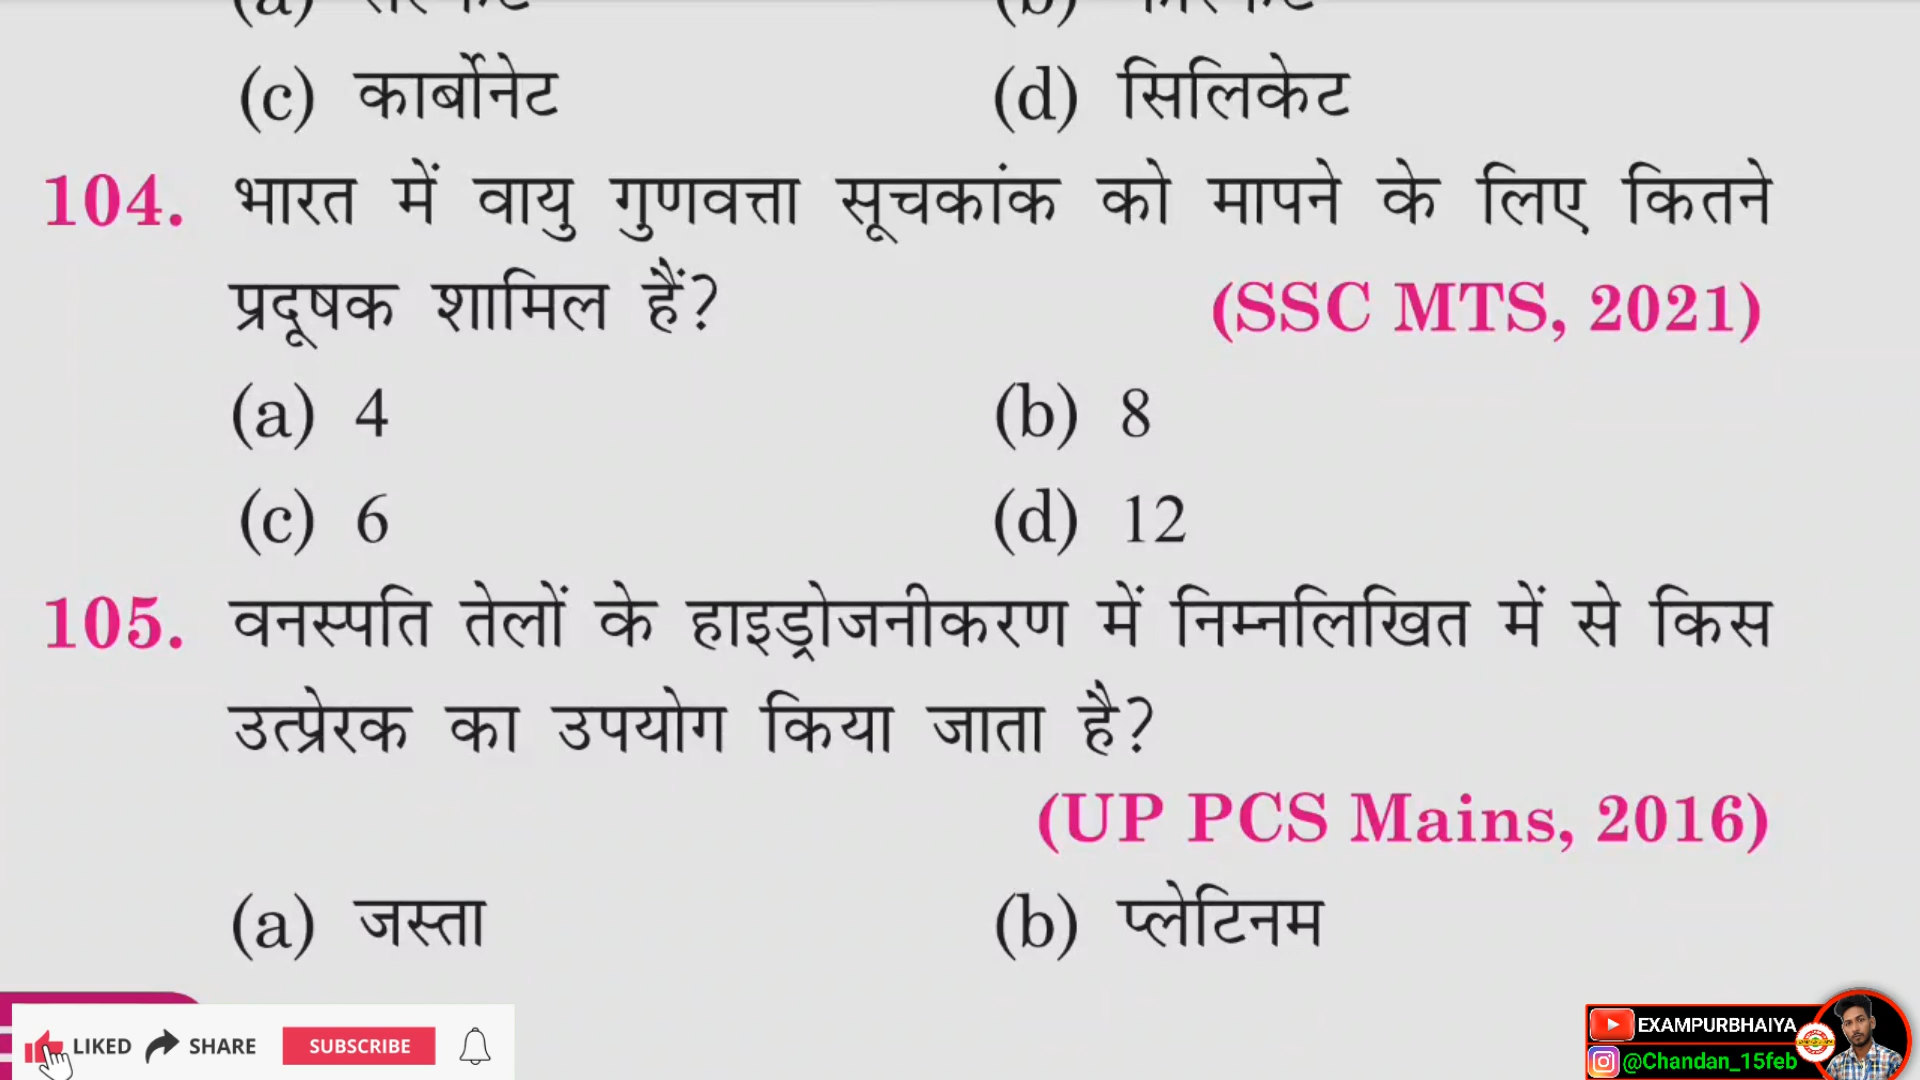 (c) कार्बोनेट (d) सिलिकेट
104. भारत में वायु गुणवत्ता सूचकांक को मापने के लिए कितने
प्रदूषक शामिल हैं? (SSC MTS, 2021)
(a) 4 (b) 8
(c) 6 (d) 12
105. वनस्पति तेलों के हाइड्रोजनीकरण में निम्नलिखित में से किस
उत्प्रेरक का उपयोग किया जाता है?
(UP PCS Mains, 2016)
(a) जस्ता (b) प्लेटिनम
LIKED SHARE SUBSCRIBE
EXAMPURBHAIYA
@Chandan_15feb